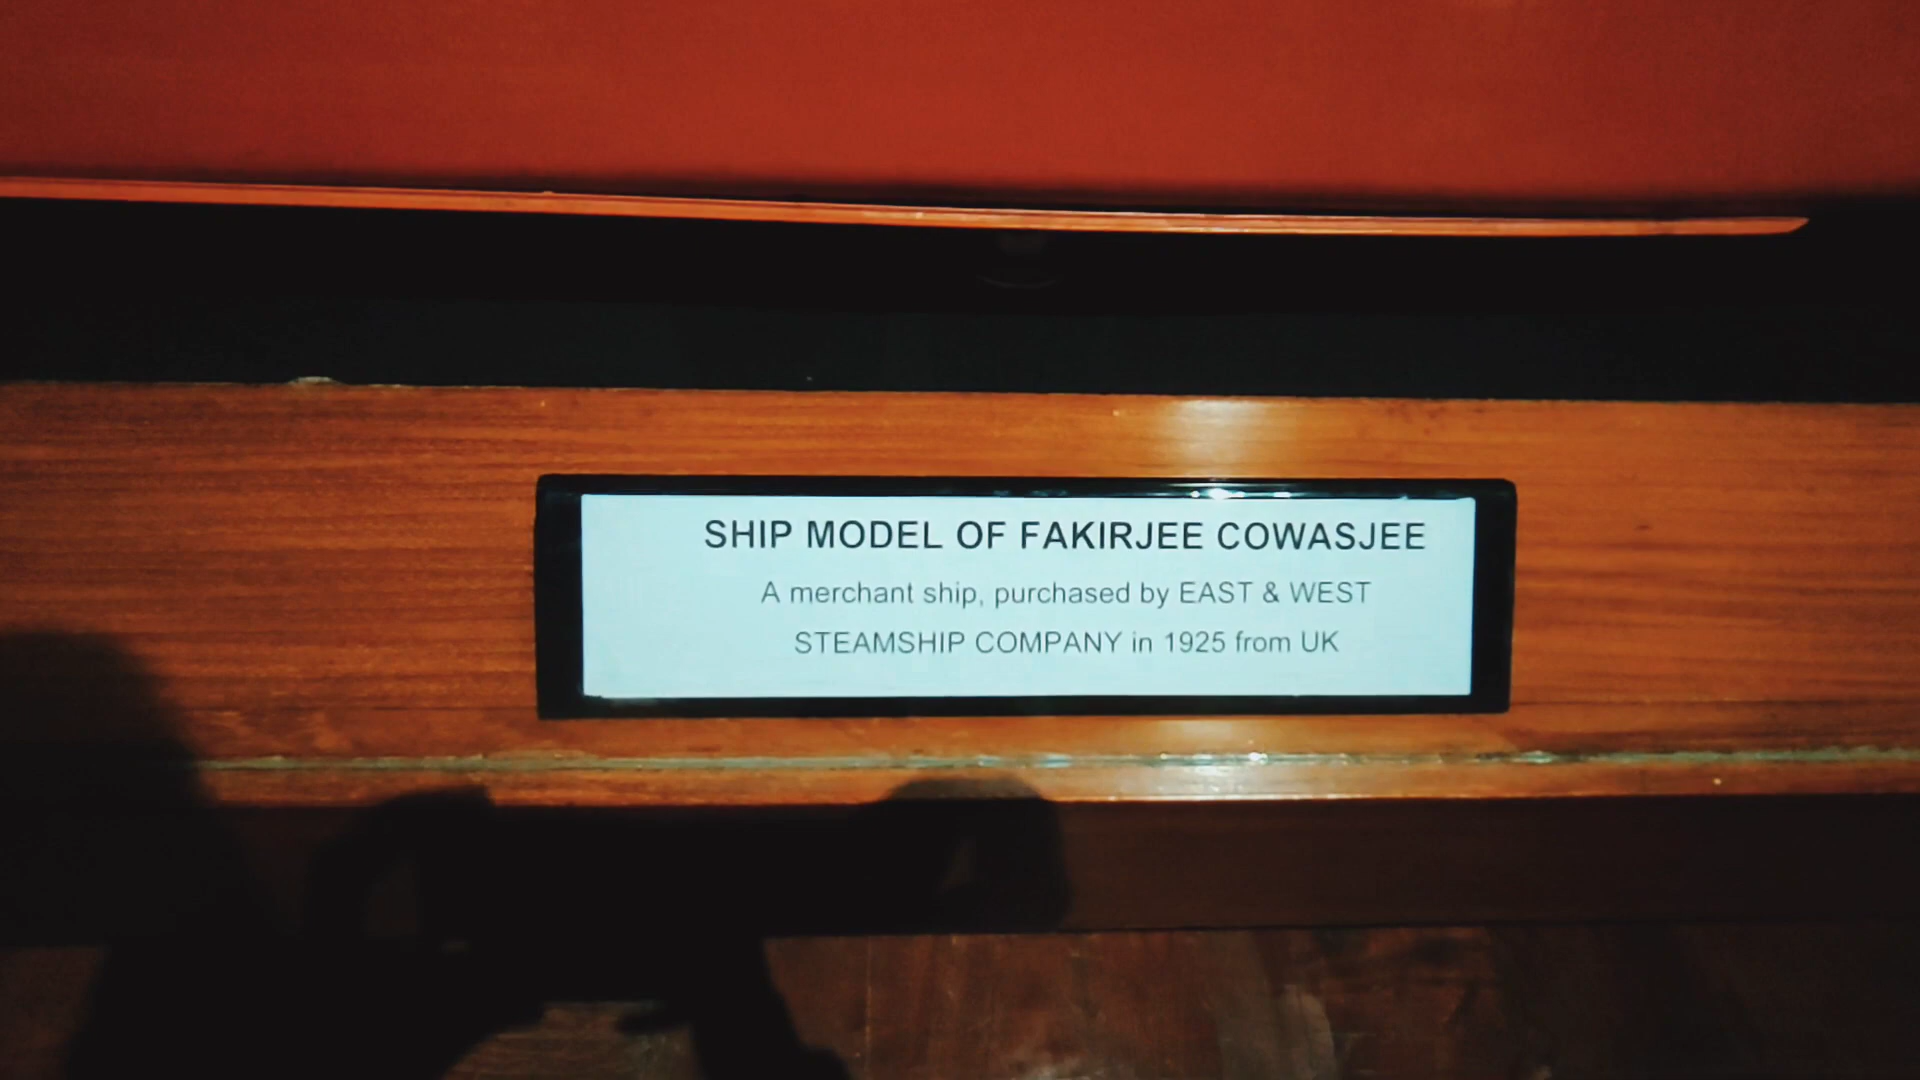 SHIP MODEL OF FAKIRJEE COWASJEE
A merchant ship, purchased by EAST & WEST
STEAMSHIP COMPANY in 1925 from UK